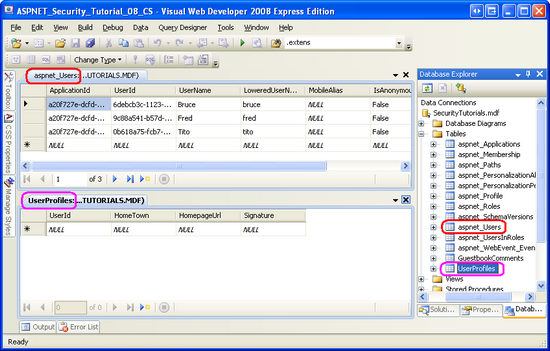 ASPNET_Security_Tutorial_08_CS - Visual Web Developer 2008 Express Edition
File Edit View Project Build Debug Data Query Designer Tools Window Help
.extens
Change Type
aspnet_Users: ...UTORIALS.MDF)
ApplicationId UserId UserName LoweredUserN... MobileAlias IsAnonymou
a20f727e-dcfd-... 6debcb3c-1123-... Bruce bruce NULL False
a20f727e-dcfd-... 9c88a541-b57d-... Fred fred NULL False
a20f727e-dcfd-... 0b618a75-fcb7-... Tito tito NULL False
NULL NULL NULL NULL NULL NULL
1 of 3
UserProfiles: ...TUTORIALS.MDF)
UserId HomeTown HomepageUrl Signature
NULL NULL NULL NULL
0 of 0
Toolbox
CSS Properties
Manage Styles
Database Explorer
Data Connections
SecurityTutorials.mdf
Database Diagrams
Tables
aspnet_Applications
aspnet_Membership
aspnet_Paths
aspnet_PersonalizationAl
aspnet_PersonalizationPe
aspnet_Profile
aspnet_Roles
aspnet_SchemaVersions
aspnet_Users
aspnet_UsersInRoles
aspnet_WebEvent_Even
GuestbookComments
UserProfiles
Views
Stored Procedures
Soluti... Prope... Datab...
Output Error List
Ready